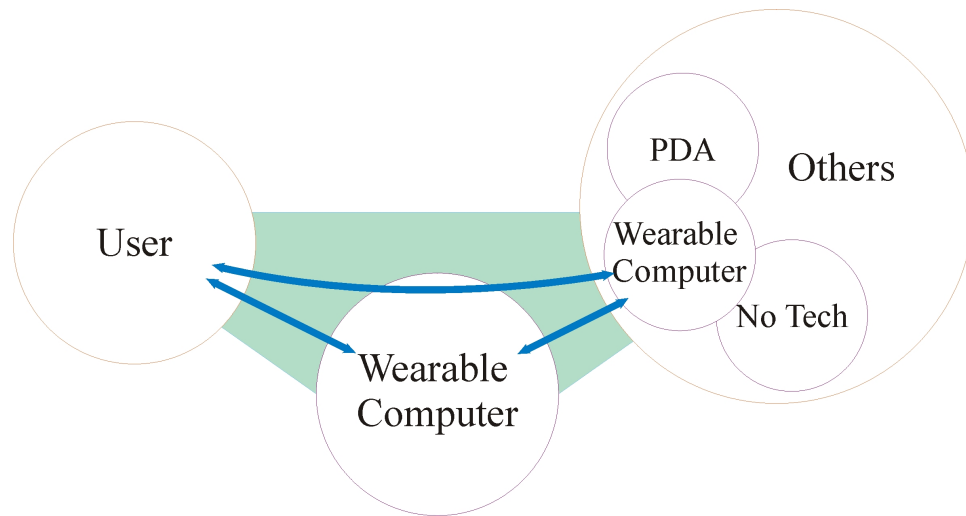 User
Wearable
Computer
Others
PDA
Wearable
Computer
No Tech